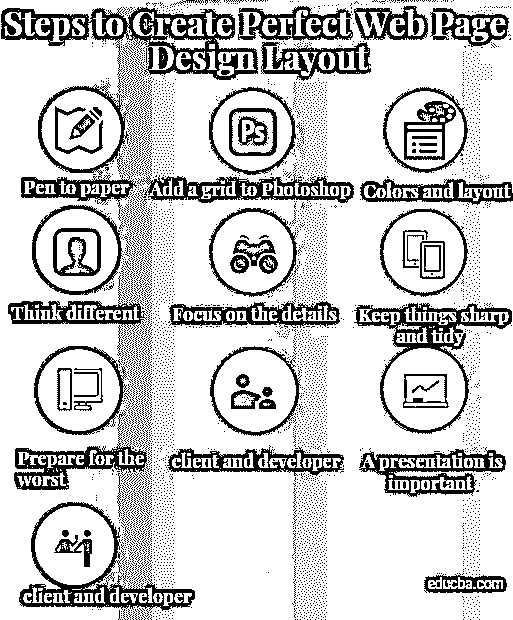 Steps to Create Perfect Web Page
Design Layout
Ps
Pen to paper
Add a grid to Photoshop
Colors and layout
Think different
Focus on the details
Keep things sharp
and tidy
Prepare for the
worst
client and developer
A presentation is
important
client and developer
educba.com